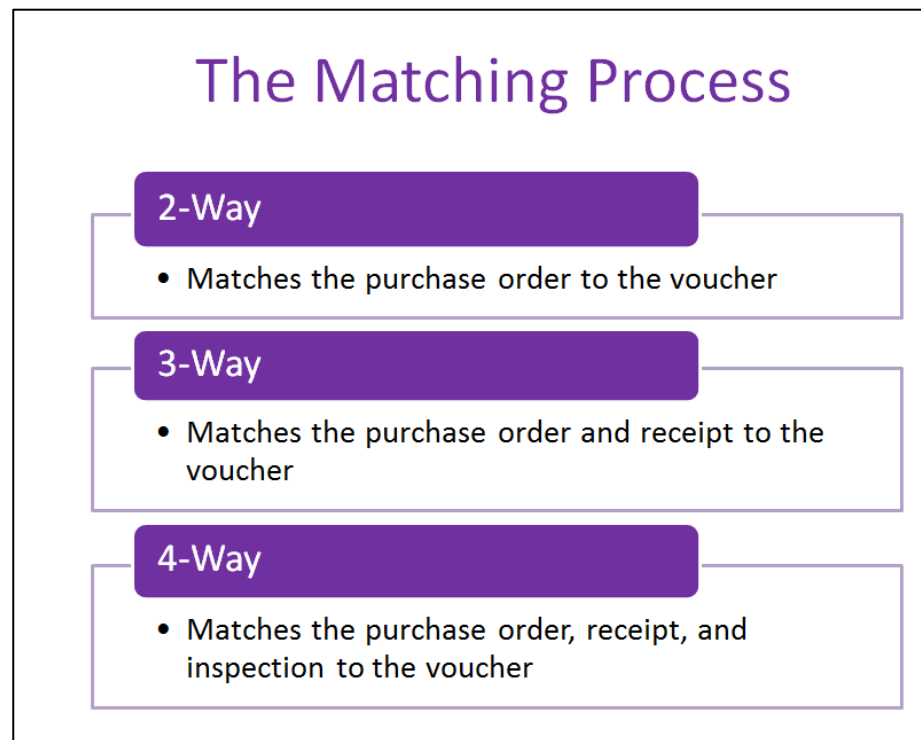 The Matching Process
2-Way
• Matches the purchase order to the voucher
3-Way
• Matches the purchase order and receipt to the
voucher
4-Way
• Matches the purchase order, receipt, and
inspection to the voucher